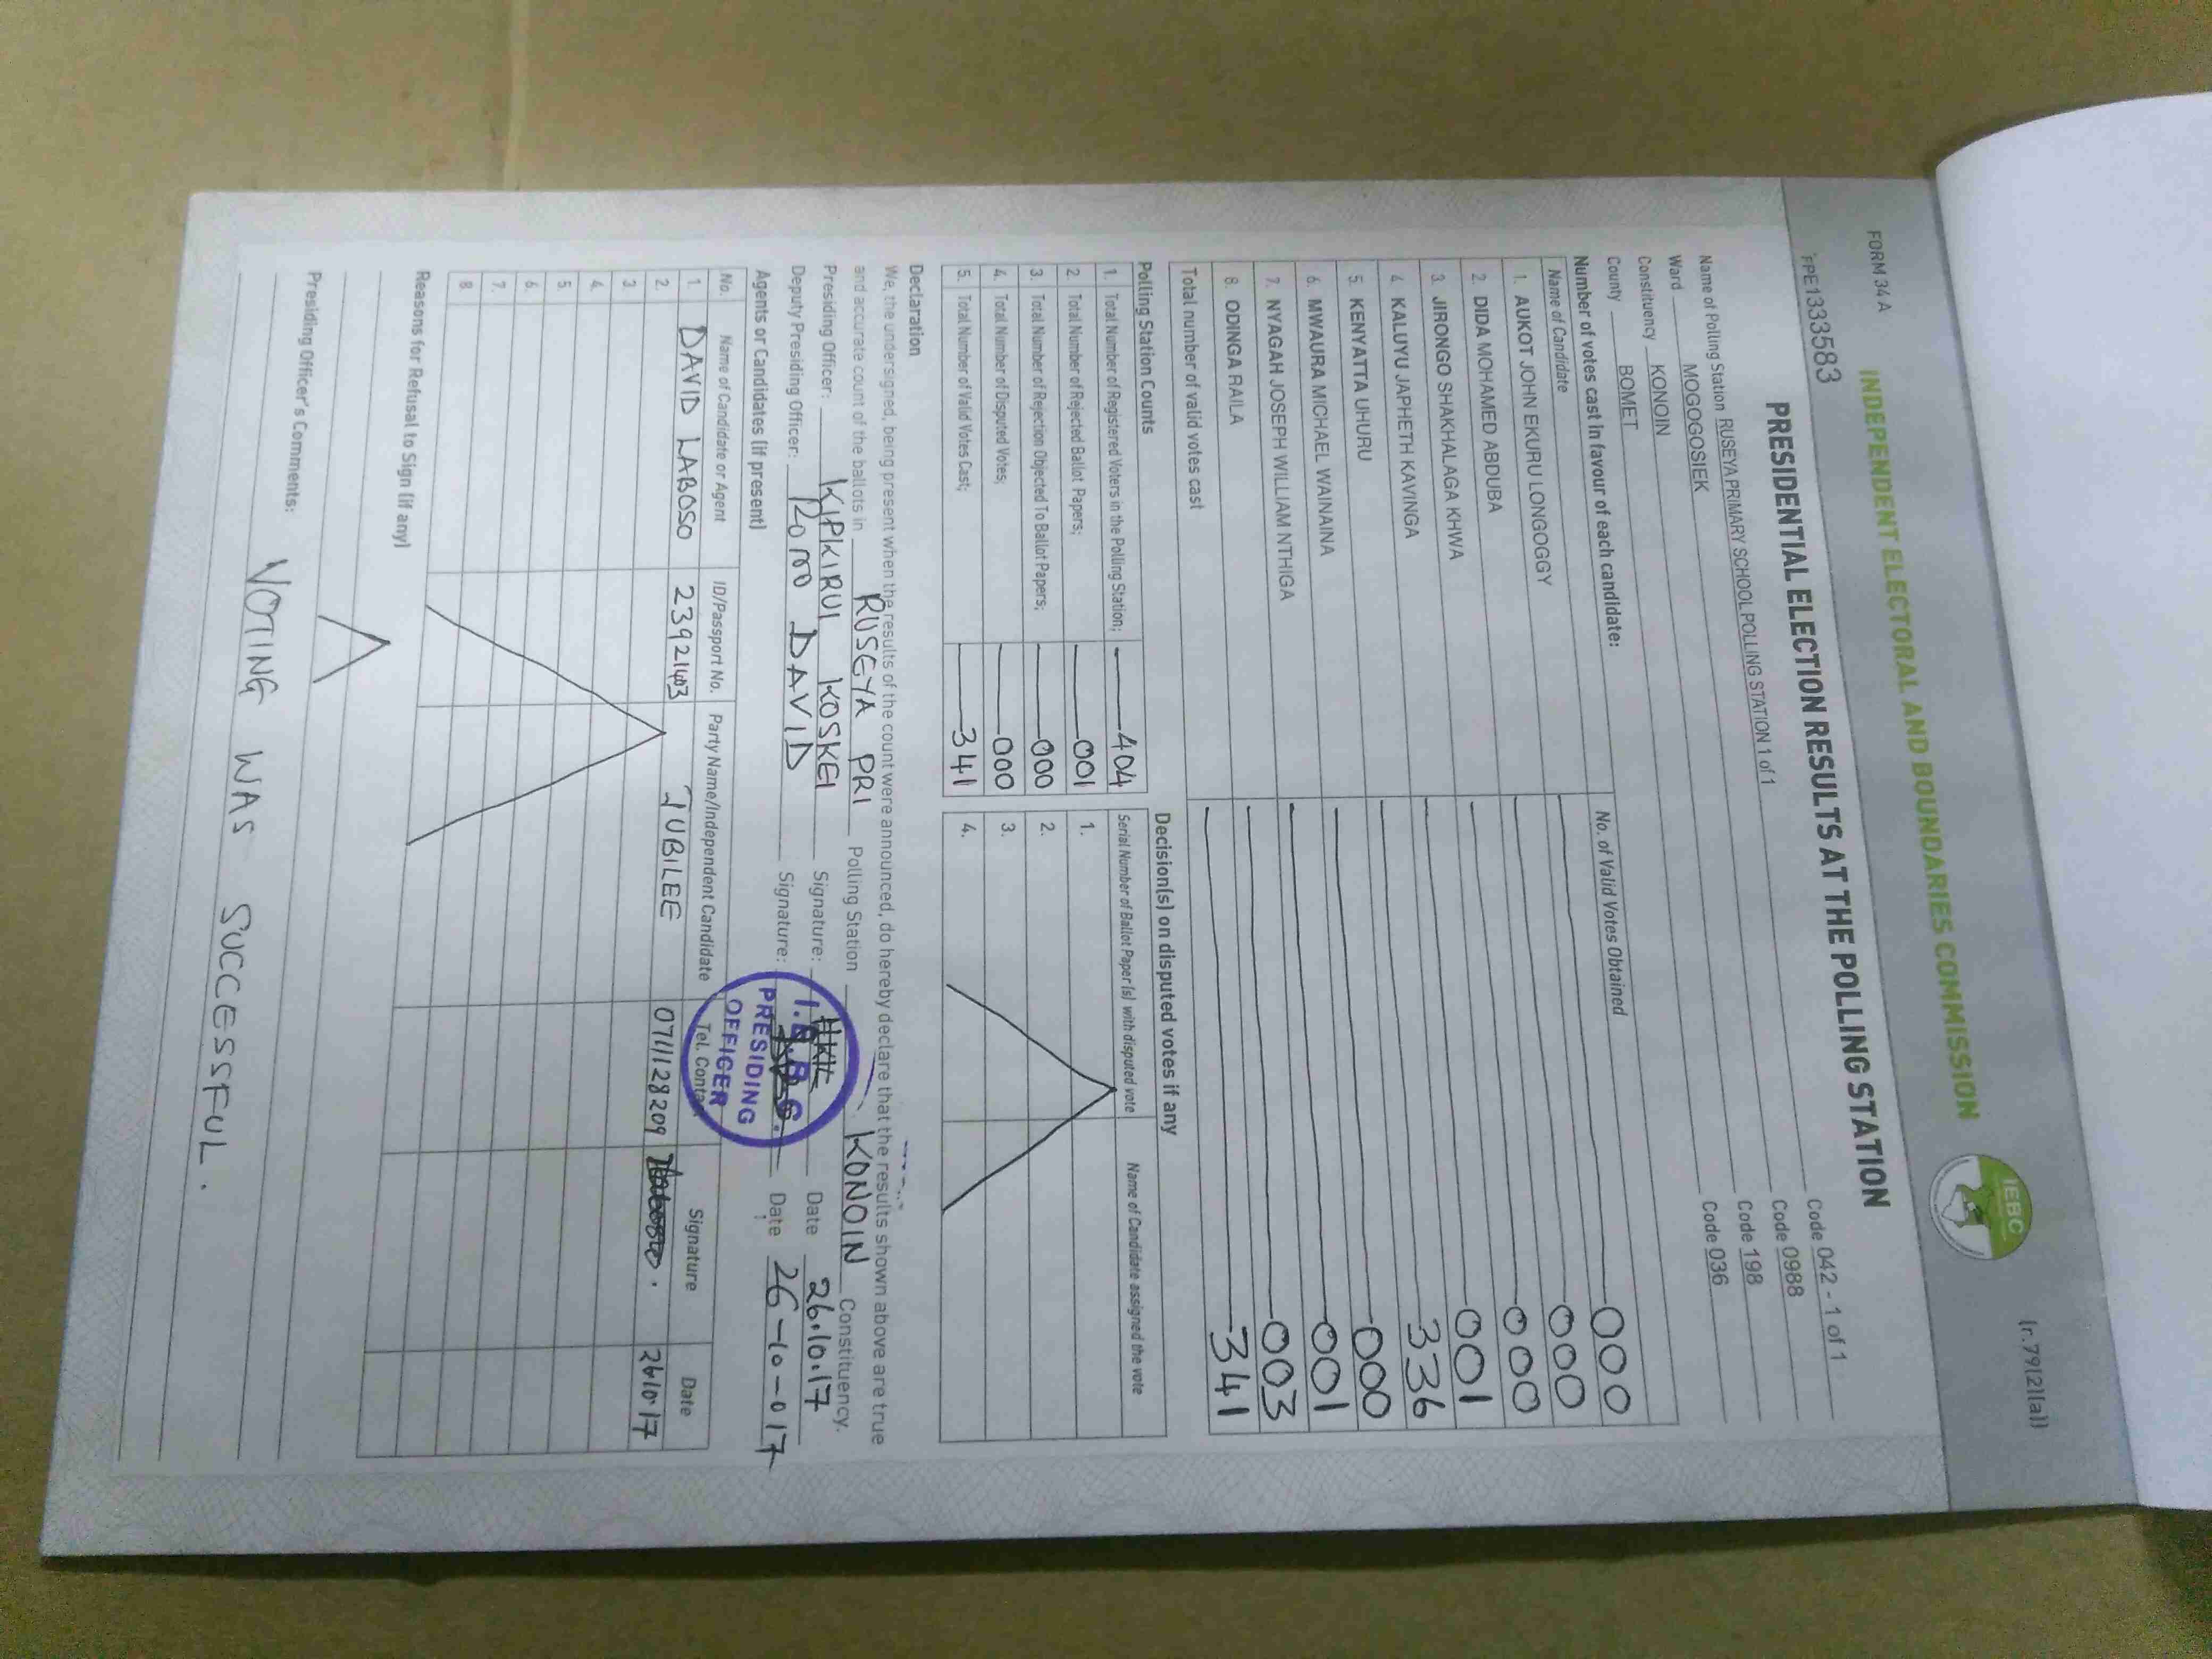 FORM 34 A
(r.79(2)(a))
INDEPENDENT ELECTORAL AND BOUNDARIES COMMISSION
IEBC
PPE1333583
PRESIDENTIAL ELECTION RESULTS AT THE POLLING STATION
Name of Polling Station RUSEYA PRIMARY SCHOOL POLLING STATION 1 of 1 Code 042 - 1 of 1
Ward MOGOGOSIEK Code 0988
Constituency KONOIN Code 198
County BOMET Code 036
Number of votes cast in favour of each candidate:
Name of Candidate No. of Valid Votes Obtained
1. AUKOT JOHN EKURU LONGOGGY 000
2. DIDA MOHAMED ABDUBA 000
3. JIRONGO SHAKHALAGA KHWA 000
4. KALUYU JAPHETH KAVINGA 001
5. KENYATTA UHURU 336
6. MWAURA MICHAEL WAINAINA 000
7. NYAGAH JOSEPH WILLIAM NTHIGA 001
8. ODINGA RAILA 003
Total number of valid votes cast 341
Polling Station Counts
1. Total Number of Registered Voters in the Polling Station; 404
2. Total Number of Rejected Ballot Papers; 001
3. Total Number of Rejection Objected To Ballot Papers; 000
4. Total Number of Disputed Votes; 000
5. Total Number of Valid Votes Cast; 341
Decision(s) on disputed votes if any
Serial Number of Ballot Paper (s) with disputed vote Name of Candidate assigned the vote
1.
2.
3.
4.
Declaration
We, the undersigned, being present when the results of the count were announced, do hereby declare that the results shown above are true
and accurate count of the ballots in RUSEYA PRI Polling Station KONOIN Constituency.
Presiding Officer: KIPKIRUI KOSKEI Signature: Date 26.10.17
Deputy Presiding Officer: ROTO DAVID Signature: Date 26-10-017
I.E.B.C.
PRESIDING
OFFICER
Agents or Candidates (if present)
No. Name of Candidate or Agent ID/Passport No. Party Name/Independent Candidate Tel. Contact Signature Date
1. DAVID LABOSO 23921403 JUBILEE 0711128209 26.10.17
2.
3.
4.
5.
6.
7.
8.
Reasons for Refusal to Sign (if any)
Presiding Officer's Comments:
VOTING WAS SUCCESSFUL.